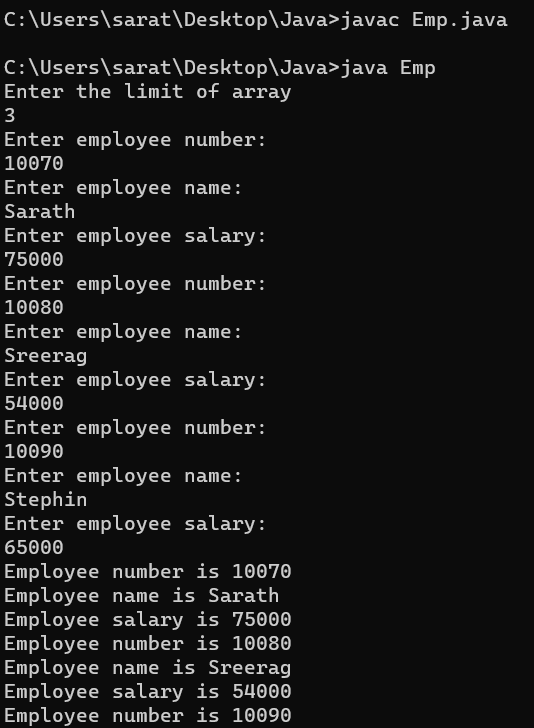 C:\Users\sarat\Desktop\Java>javac Emp.java
C:\Users\sarat\Desktop\Java>java Emp
Enter the limit of array
3
Enter employee number:
10070
Enter employee name:
Sarath
Enter employee salary:
75000
Enter employee number:
10080
Enter employee name:
Sreerag
Enter employee salary:
54000
Enter employee number:
10090
Enter employee name:
Stephin
Enter employee salary:
65000
Employee number is 10070
Employee name is Sarath
Employee salary is 75000
Employee number is 10080
Employee name is Sreerag
Employee salary is 54000
Employee number is 10090